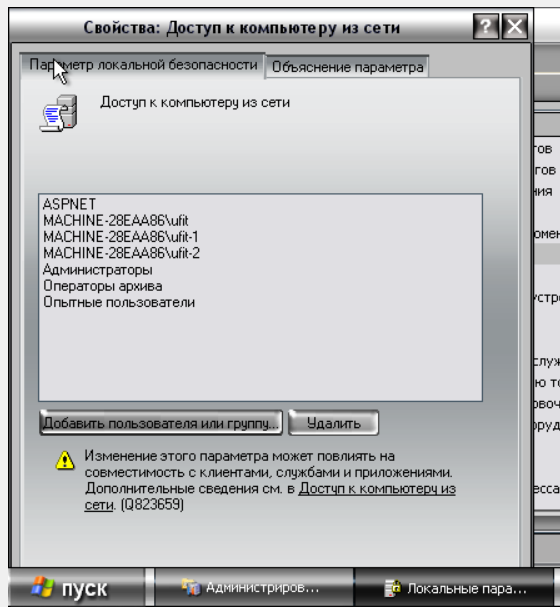 Свойства: Доступ к компьютеру из сети
Параметр локальной безопасности
Объяснение параметра
Доступ к компьютеру из сети
ASPNET
MACHINE-28EAA86\ufit
MACHINE-28EAA86\ufit-1
MACHINE-28EAA86\ufit-2
Администраторы
Операторы архива
Опытные пользователи
Добавить пользователя или группу...
Удалить
Изменение этого параметра может повлиять на
совместимость с клиентами, службами и приложениями.
Дополнительные сведения см. в Доступ к компьютеру из
сети. (Q823659)
пуск
Администриров...
Локальные пара...